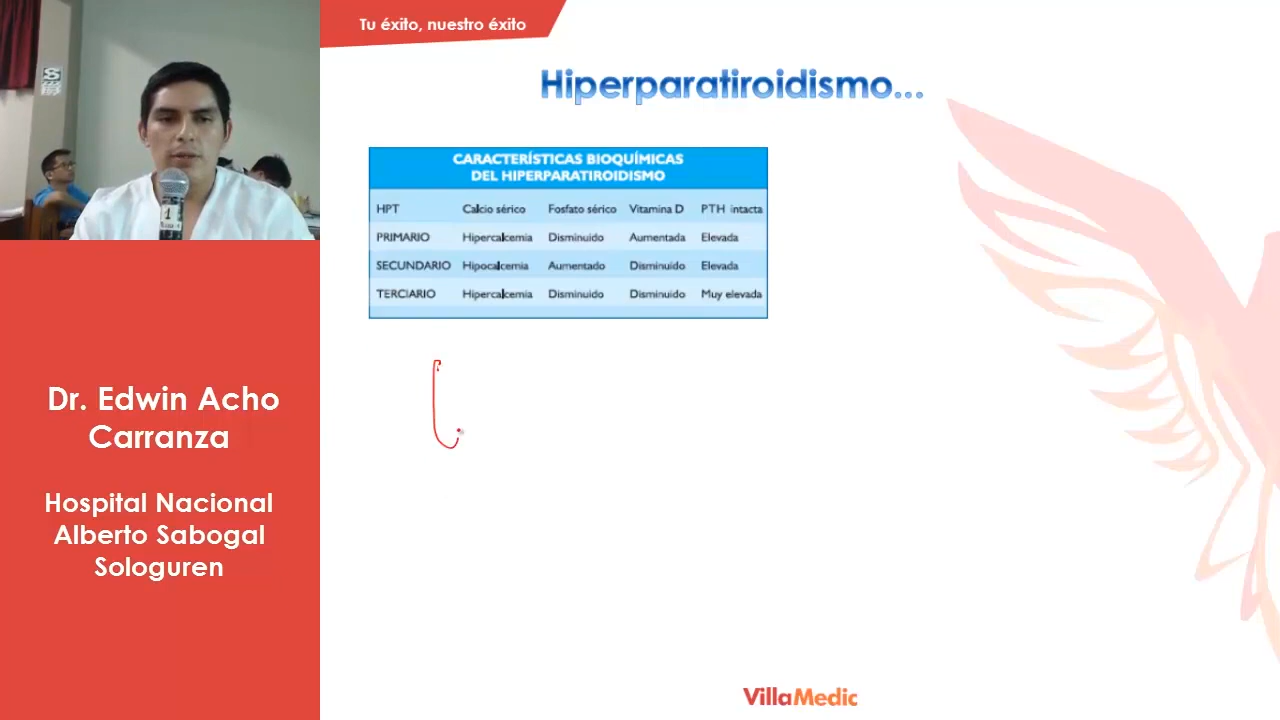 Tu éxito, nuestro éxito
Hiperparatiroidismo...
CARACTERÍSTICAS BIOQUÍMICAS
DEL HIPERPARATIROIDISMO
HPT Calcio sérico Fosfato sérico Vitamina D PTH intacta
PRIMARIO Hipercalcemia Disminuido Aumentada Elevada
SECUNDARIO Hipocalcemia Aumentado Disminuido Elevada
TERCIARIO Hipercalcemia Disminuido Disminuido Muy elevada
Dr. Edwin Acho
Carranza
Hospital Nacional
Alberto Sabogal
Sologuren
VillaMedic
S
1